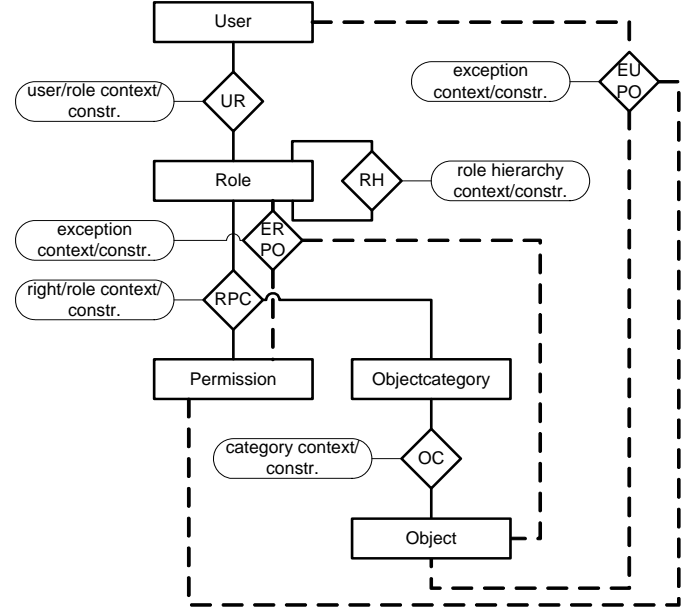 User
exception
context/constr.
EU
PO
user/role context/
constr.
UR
Role
RH
role hierarchy
context/constr.
exception
context/constr.
ER
PO
right/role context/
constr.
RPC
Permission
Objectcategory
category context/
constr.
OC
Object